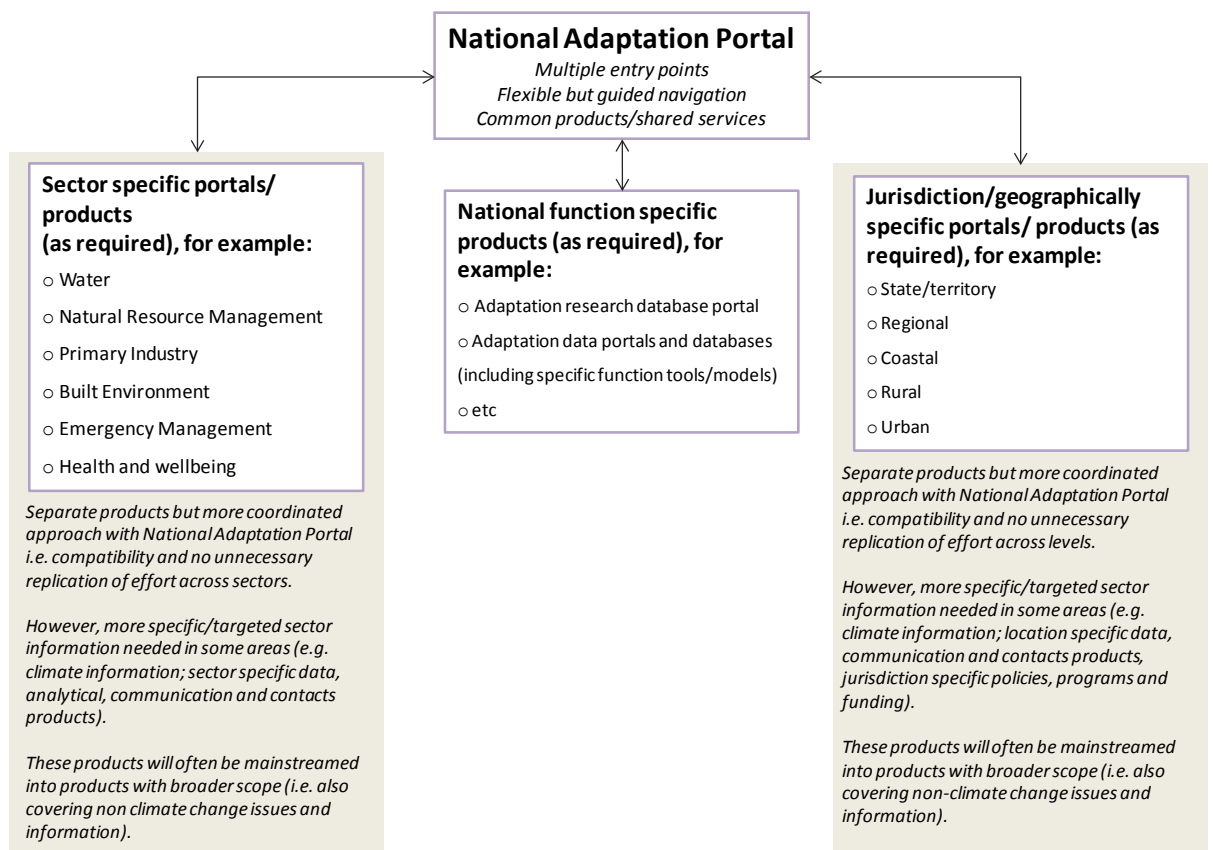 National Adaptation Portal
Multiple entry points
Flexible but guided navigation
Common products/shared services
Sector specific portals/
products
(as required), for example:
o Water
o Natural Resource Management
o Primary Industry
o Built Environment
o Emergency Management
o Health and wellbeing
Separate products but more coordinated
approach with National Adaptation Portal
i.e. compatibility and no unnecessary
replication of effort across sectors.
However, more specific/targeted sector
information needed in some areas (e.g.
climate information; sector specific data,
analytical, communication and contacts
products).
These products will often be mainstreamed
into products with broader scope (i.e. also
covering non climate change issues and
information).
National function specific
products (as required), for
example:
o Adaptation research database portal
o Adaptation data portals and databases
(including specific function tools/models)
o etc
Jurisdiction/geographically
specific portals/ products (as
required), for example:
o State/territory
o Regional
o Coastal
o Rural
o Urban
Separate products but more coordinated
approach with National Adaptation Portal
i.e. compatibility and no unnecessary
replication of effort across levels.
However, more specific/targeted sector
information needed in some areas (e.g.
climate information; location specific data,
communication and contacts products,
jurisdiction specific policies, programs and
funding).
These products will often be mainstreamed
into products with broader scope (i.e. also
covering non-climate change issues and
information).